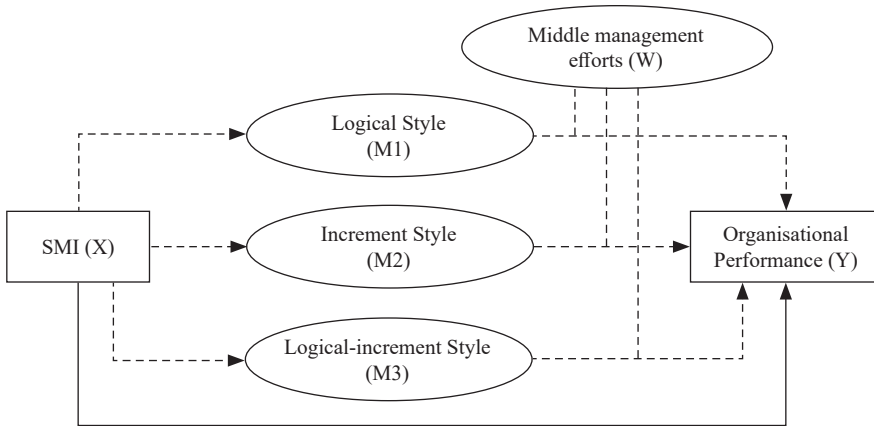 Middle management
efforts (W)
Logical Style
(M1)
SMI (X)
Increment Style
(M2)
Organisational
Performance (Y)
Logical-increment Style
(M3)